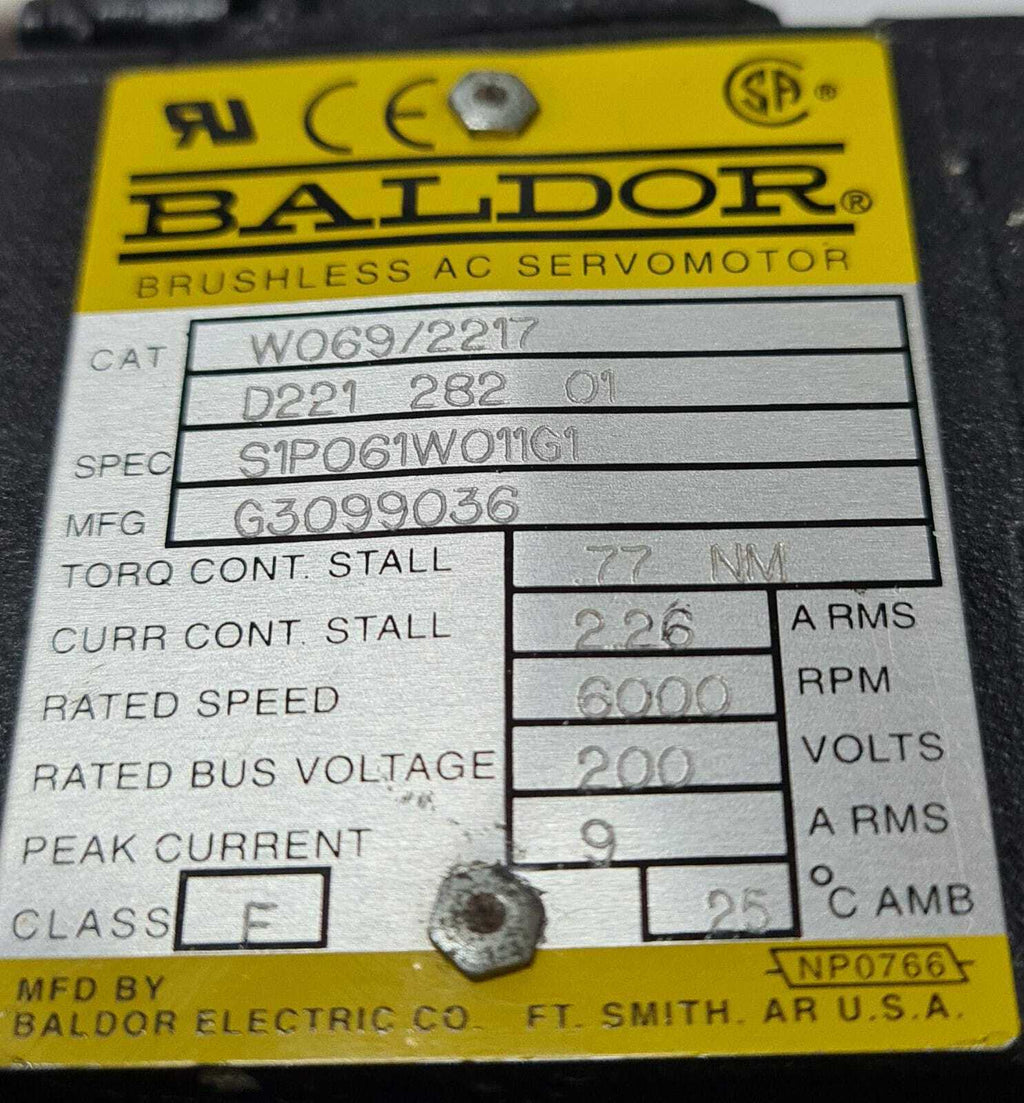 RU CE SA ®
BALDOR®
BRUSHLESS AC SERVOMOTOR
CAT W069/2217
D221 282 01
SPEC S1P061W011G1
MFG G3099036
TORQ CONT. STALL .77 NM
CURR CONT. STALL 2.26 A RMS
RATED SPEED 6000 RPM
RATED BUS VOLTAGE 200 VOLTS
PEAK CURRENT 9 A RMS
CLASS F 25 °C AMB
NP0766
MFD BY
BALDOR ELECTRIC CO. FT. SMITH. AR U.S.A.